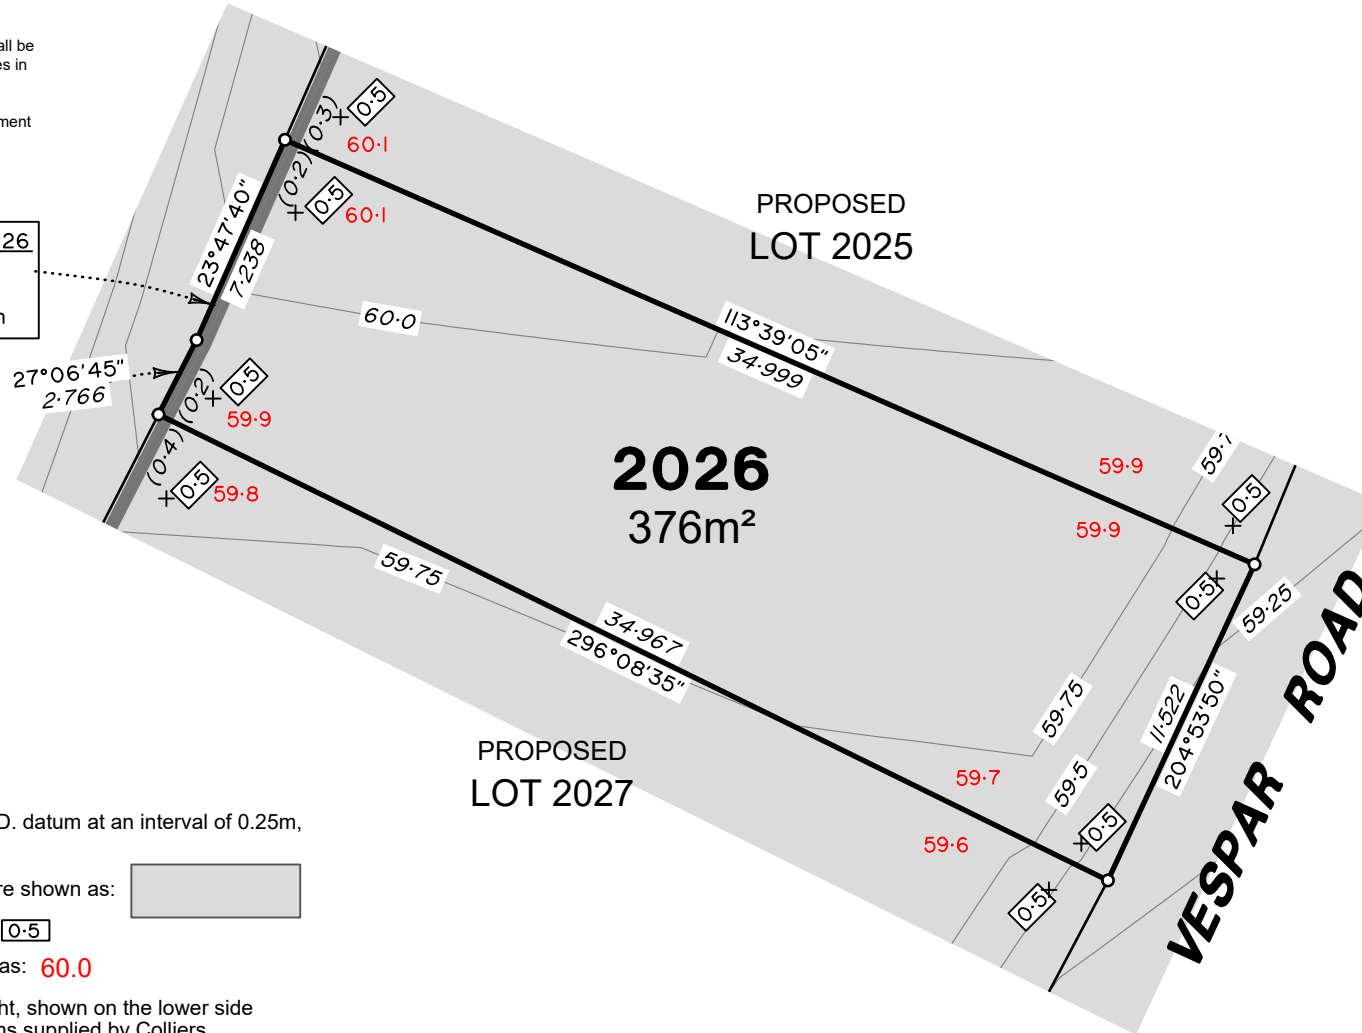 all be
es in
ment
26
n
0·5
(0·3)
60·1
(0·2)
0·5
60·1
23°47'40"
7·238
PROPOSED
LOT 2025
60·0
113°39'05"
34·999
27°06'45"
2·766
0·5
(0·2)
59·9
(0·4)
0·5
59·8
2026
376m²
59·9
59·7
0·5
59·9
0·5
59·25
59·75
34·967
296°08'35"
59·75
11·522
204°53'50"
VESPAR ROAD
PROPOSED
LOT 2027
59·7
59·5
59·6
0·5
0·5
D. datum at an interval of 0.25m,
re shown as:
0·5
as: 60.0
ht, shown on the lower side
ns supplied by Colliers